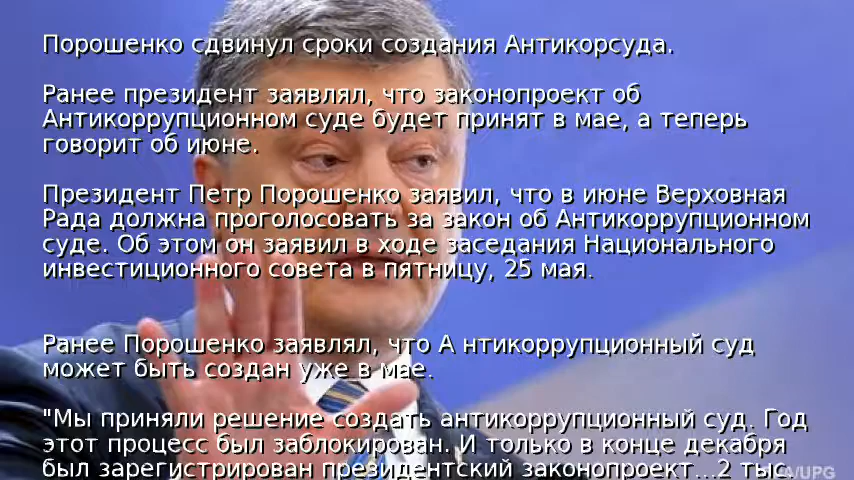 Порошенко сдвинул сроки создания Антикорсуда.
Ранее президент заявлял, что законопроект об
Антикоррупционном суде будет принят в мае, а теперь
говорит об июне.
Президент Петр Порошенко заявил, что в июне Верховная
Рада должна проголосовать за закон об Антикоррупционном
суде. Об этом он заявил в ходе заседания Национального
инвестиционного совета в пятницу, 25 мая.
Ранее Порошенко заявлял, что А нтикоррупционный суд
может быть создан уже в мае.
"Мы приняли решение создать антикоррупционный суд. Год
этот процесс был заблокирован. И только в конце декабря
был зарегистрирован президентский законопроект...2 тыс.